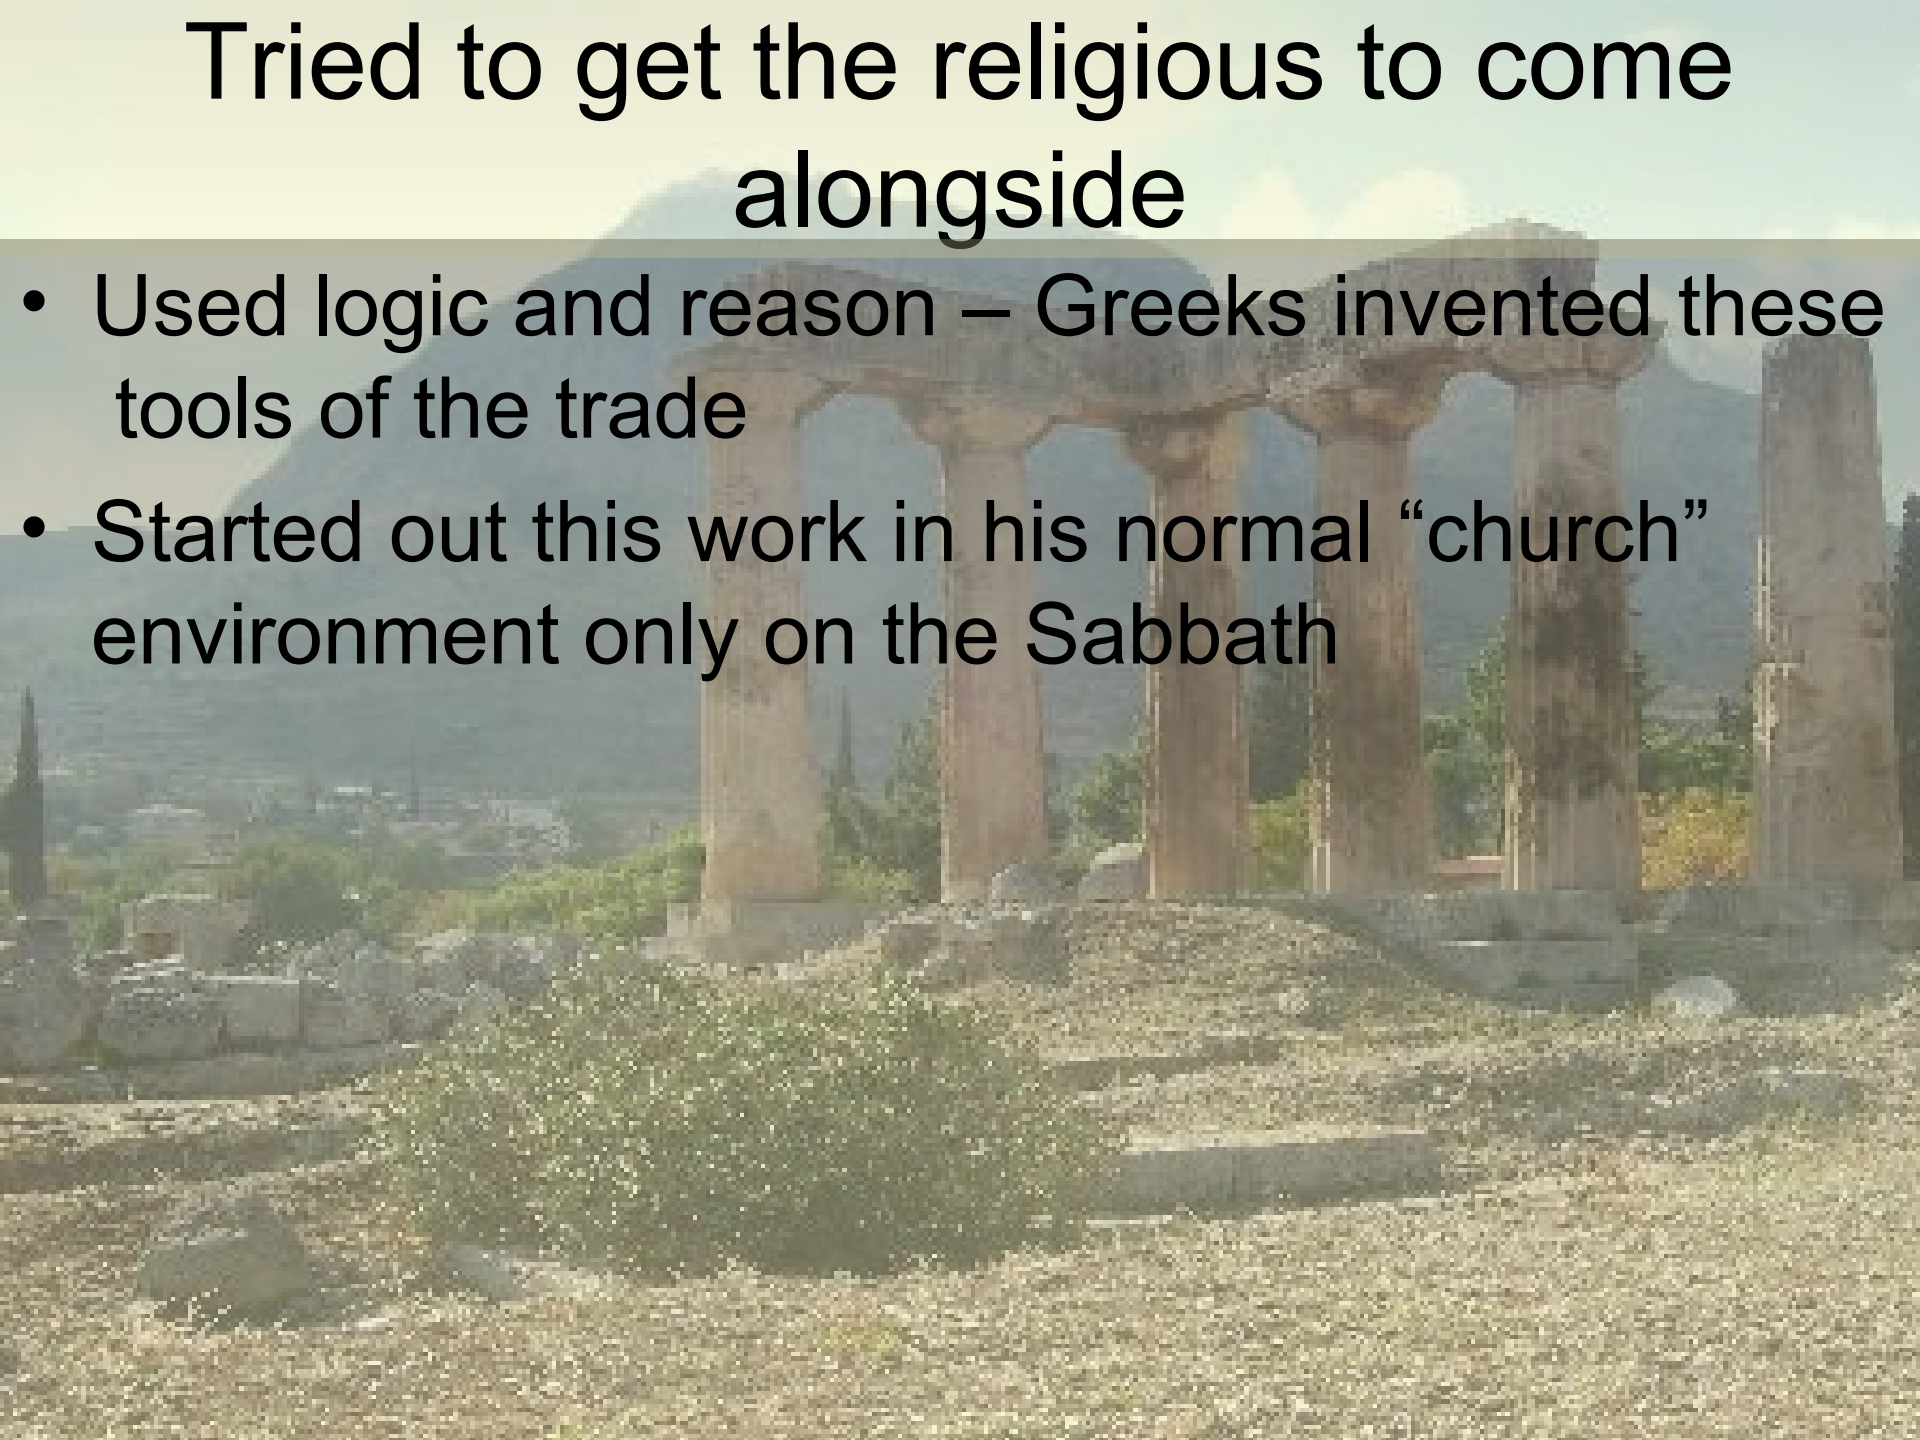 Tried to get the religious to come
alongside
• Used logic and reason – Greeks invented these
tools of the trade
• Started out this work in his normal “church”
environment only on the Sabbath